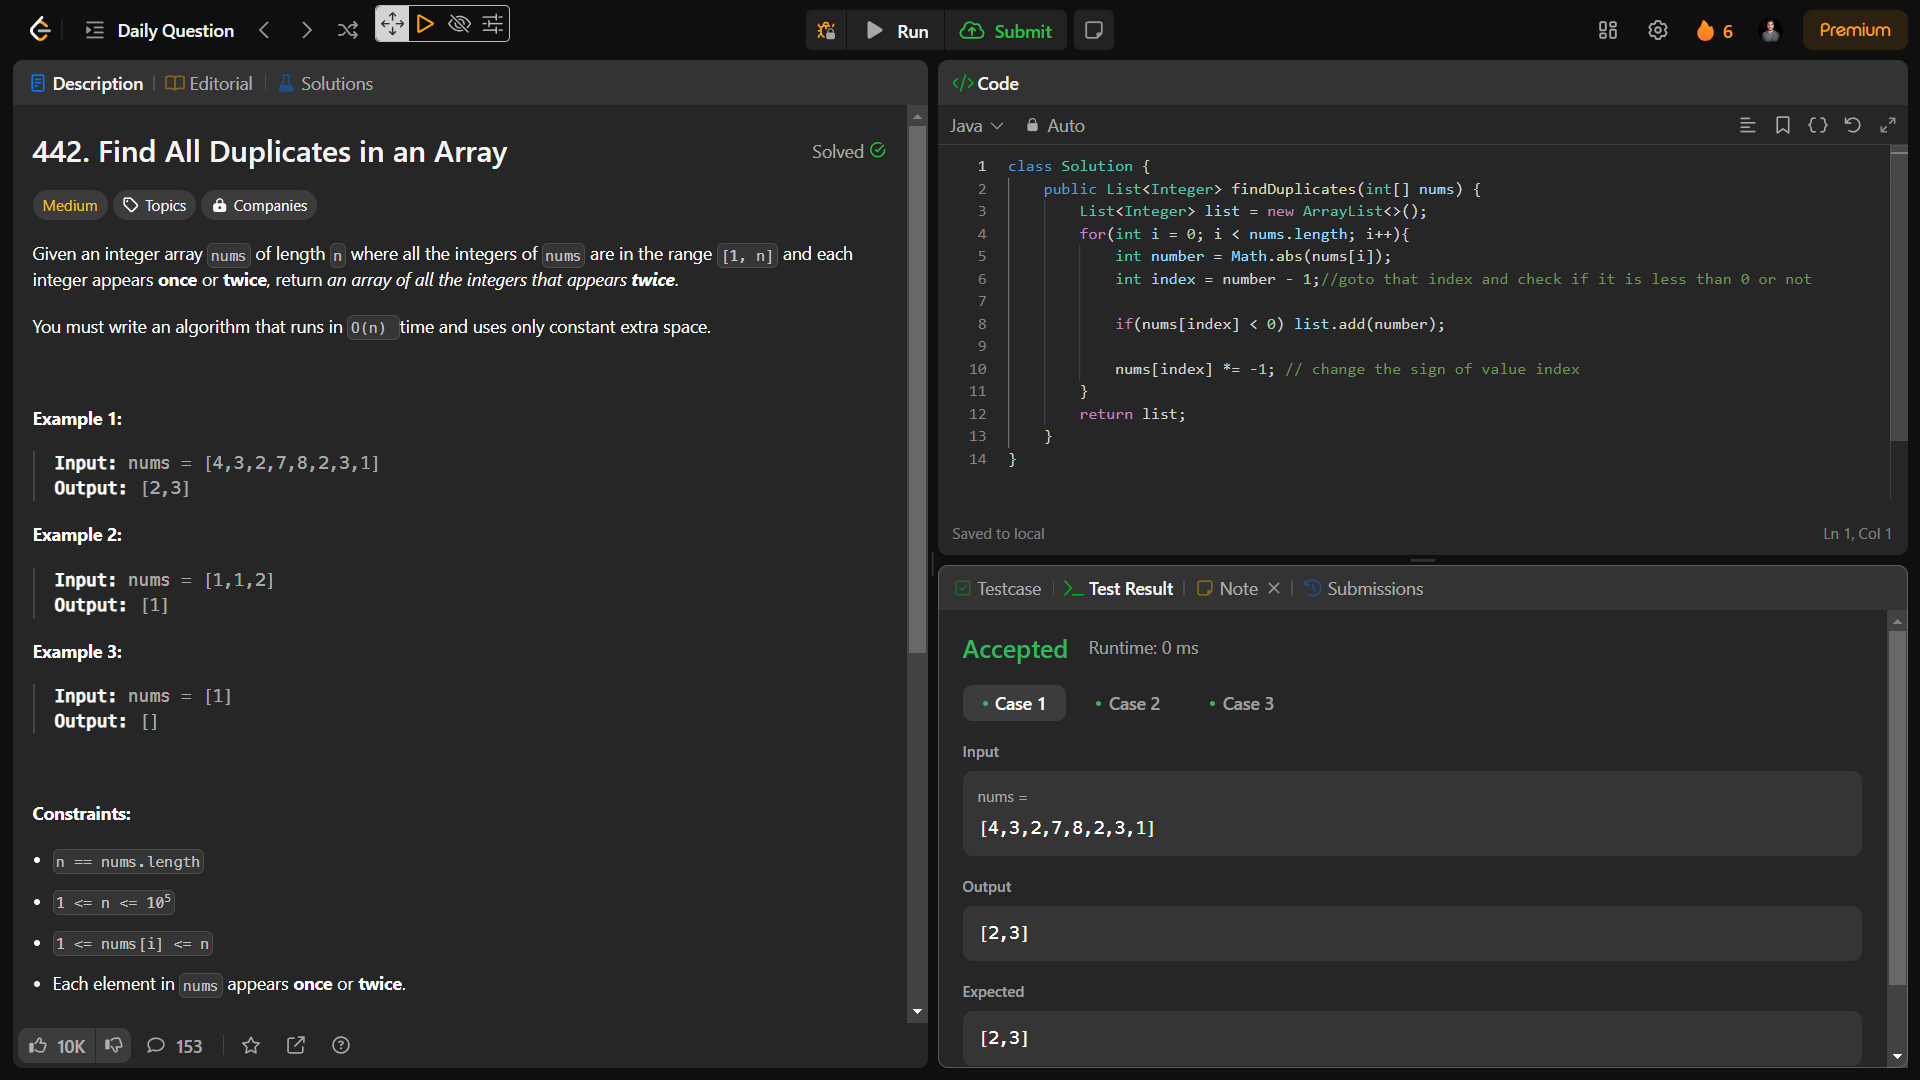 Daily Question
Run
Submit
6
Premium
Description
Editorial
Solutions
442. Find All Duplicates in an Array
Solved
Medium
Topics
Companies
Given an integer array nums of length n where all the integers of nums are in the range [1, n] and each
integer appears once or twice, return an array of all the integers that appears twice.
You must write an algorithm that runs in O(n) time and uses only constant extra space.
Example 1:
Input: nums = [4,3,2,7,8,2,3,1]
Output: [2,3]
Example 2:
Input: nums = [1,1,2]
Output: [1]
Example 3:
Input: nums = [1]
Output: []
Constraints:
n == nums.length
1 <= n <= 10⁵
1 <= nums[i] <= n
Each element in nums appears once or twice.
10K
153
</> Code
Java
Auto
1 class Solution {
2 public List<Integer> findDuplicates(int[] nums) {
3 List<Integer> list = new ArrayList<>();
4 for(int i = 0; i < nums.length; i++){
5 int number = Math.abs(nums[i]);
6 int index = number - 1;//goto that index and check if it is less than 0 or not
7
8 if(nums[index] < 0) list.add(number);
9
10 nums[index] *= -1; // change the sign of value index
11 }
12 return list;
13 }
14 }
Saved to local
Ln 1, Col 1
Testcase
Test Result
Note
Submissions
Accepted
Runtime: 0 ms
Case 1
Case 2
Case 3
Input
nums =
[4,3,2,7,8,2,3,1]
Output
[2,3]
Expected
[2,3]